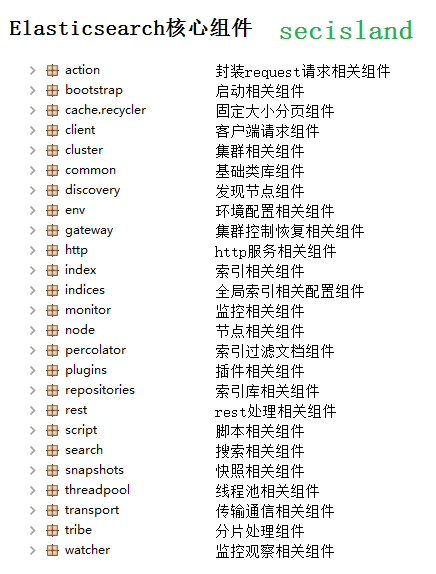 Elasticsearch核心组件 secisland
action 封装request请求相关组件
bootstrap 启动相关组件
cache.recycler 固定大小分页组件
client 客户端请求组件
cluster 集群相关组件
common 基础类库组件
discovery 发现节点组件
env 环境配置相关组件
gateway 集群控制恢复相关组件
http http服务相关组件
index 索引相关组件
indices 全局索引相关配置组件
monitor 监控相关组件
node 节点相关组件
percolator 索引过滤文档组件
plugins 插件相关组件
repositories 索引库相关组件
rest rest处理相关组件
script 脚本相关组件
search 搜索相关组件
snapshots 快照相关组件
threadpool 线程池相关组件
transport 传输通信相关组件
tribe 分片处理组件
watcher 监控观察相关组件